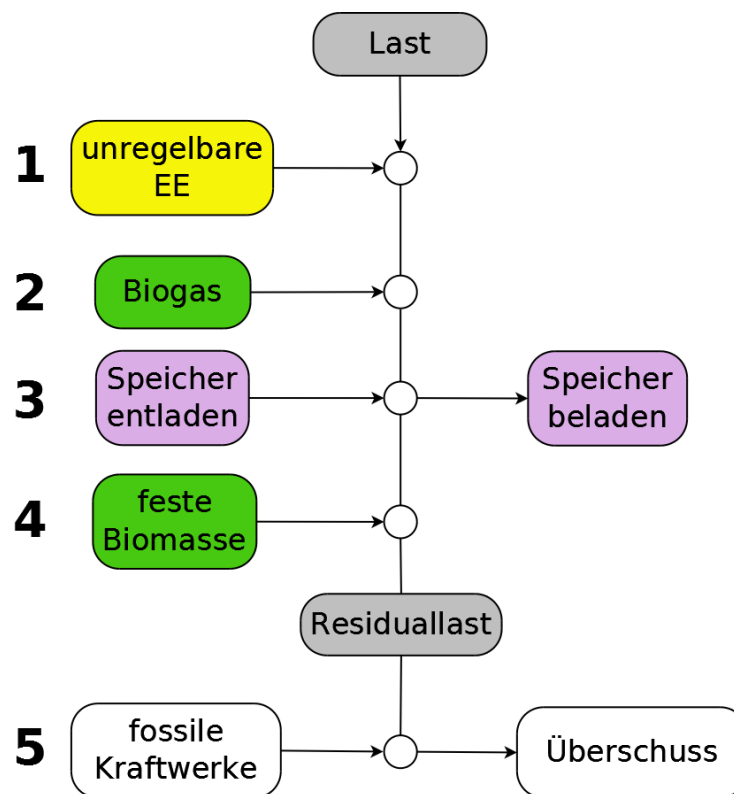 Last
1
unregelbare
EE
2
Biogas
3
Speicher
entladen
Speicher
beladen
4
feste
Biomasse
Residuallast
5
fossile
Kraftwerke
Überschuss